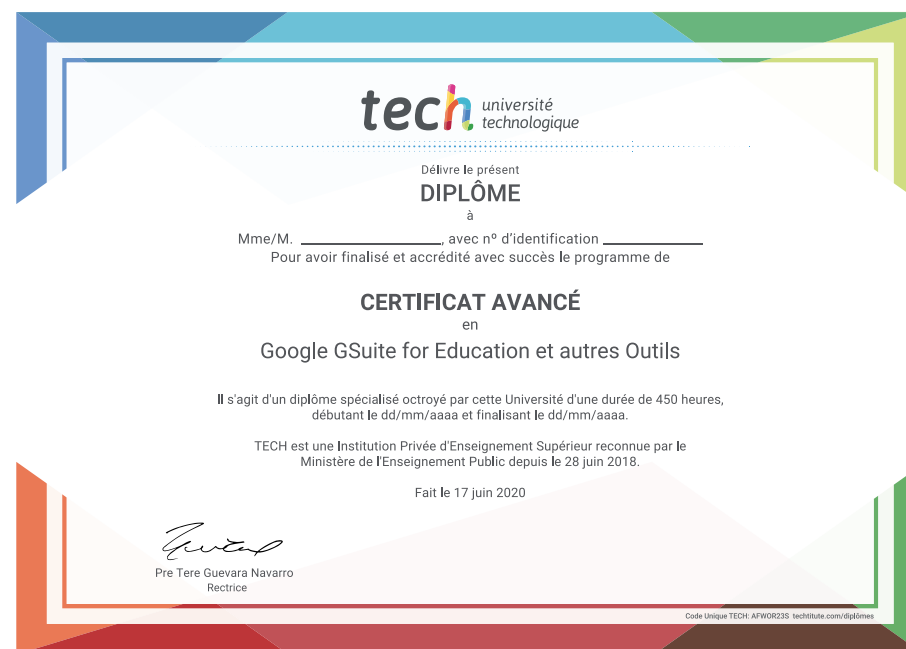 tech université
technologique
Délivre le présent
DIPLÔME
à
Mme/M. ____________________, avec nº d'identification ______________
Pour avoir finalisé et accrédité avec succès le programme de
CERTIFICAT AVANCÉ
en
Google GSuite for Education et autres Outils
Il s'agit d'un diplôme spécialisé octroyé par cette Université d'une durée de 450 heures,
débutant le dd/mm/aaaa et finalisant le dd/mm/aaaa.
TECH est une Institution Privée d'Enseignement Supérieur reconnue par le
Ministère de l'Enseignement Public depuis le 28 juin 2018.
Fait le 17 juin 2020
Pre Tere Guevara Navarro
Rectrice
Code Unique TECH: AFWOR23S techtitute.com/diplômes